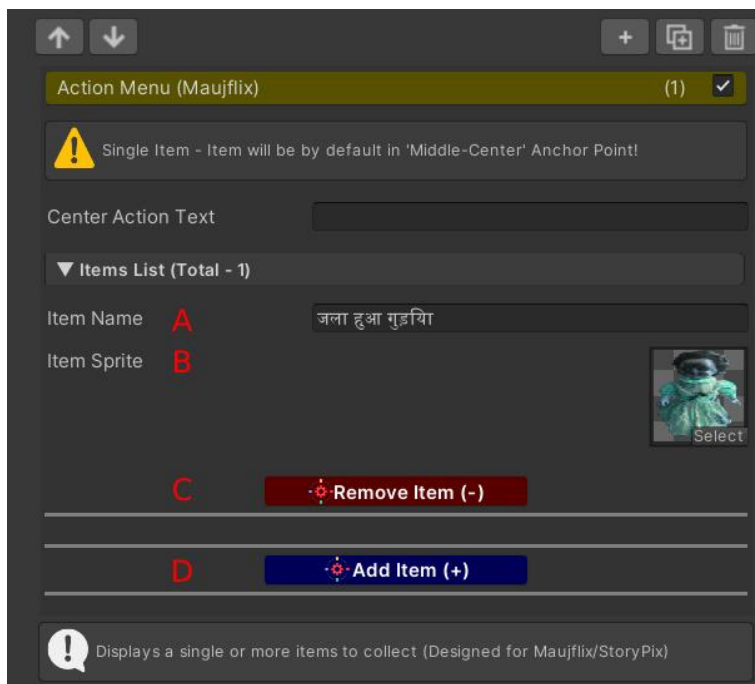 +
Action Menu (Maujflix) (1)
Single Item - Item will be by default in 'Middle-Center' Anchor Point!
Center Action Text
▼ Items List (Total - 1)
Item Name A जला हुआ गुड़यिा
Item Sprite B
Select
C Remove Item (-)
D Add Item (+)
Displays a single or more items to collect (Designed for Maujflix/StoryPix)